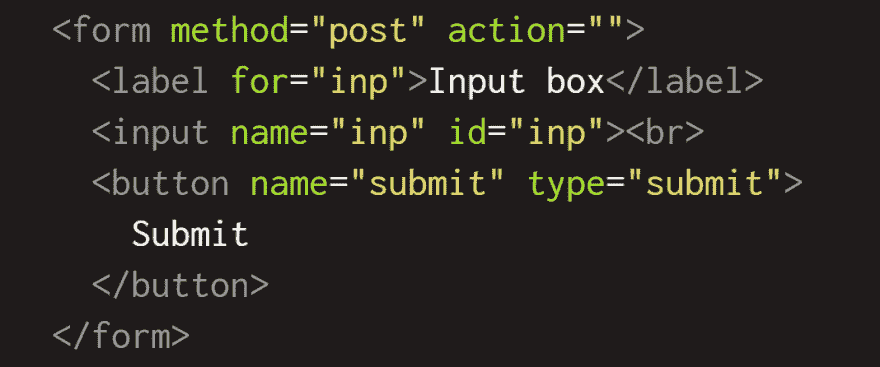 <form method="post" action="">
<label for="inp">Input box</label>
<input name="inp" id="inp"><br>
<button name="submit" type="submit">
Submit
</button>
</form>